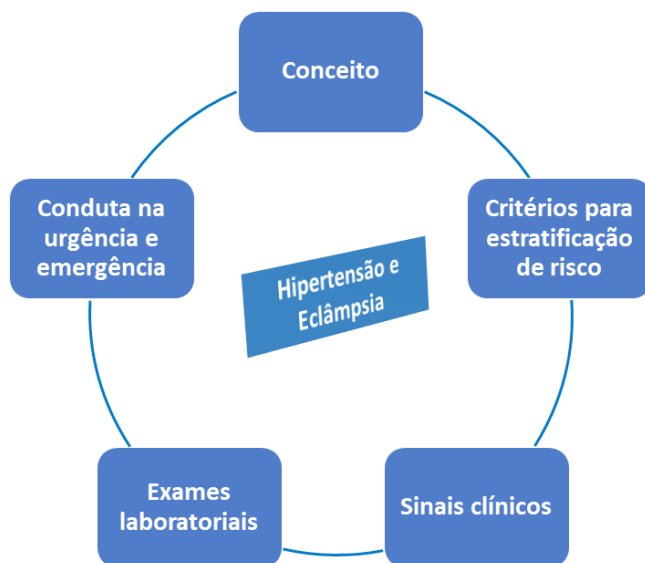 Conceito
Critérios para
estratificação
de risco
Sinais clínicos
Exames
laboratoriais
Conduta na
urgência e
emergência
Hipertensão e
Eclâmpsia